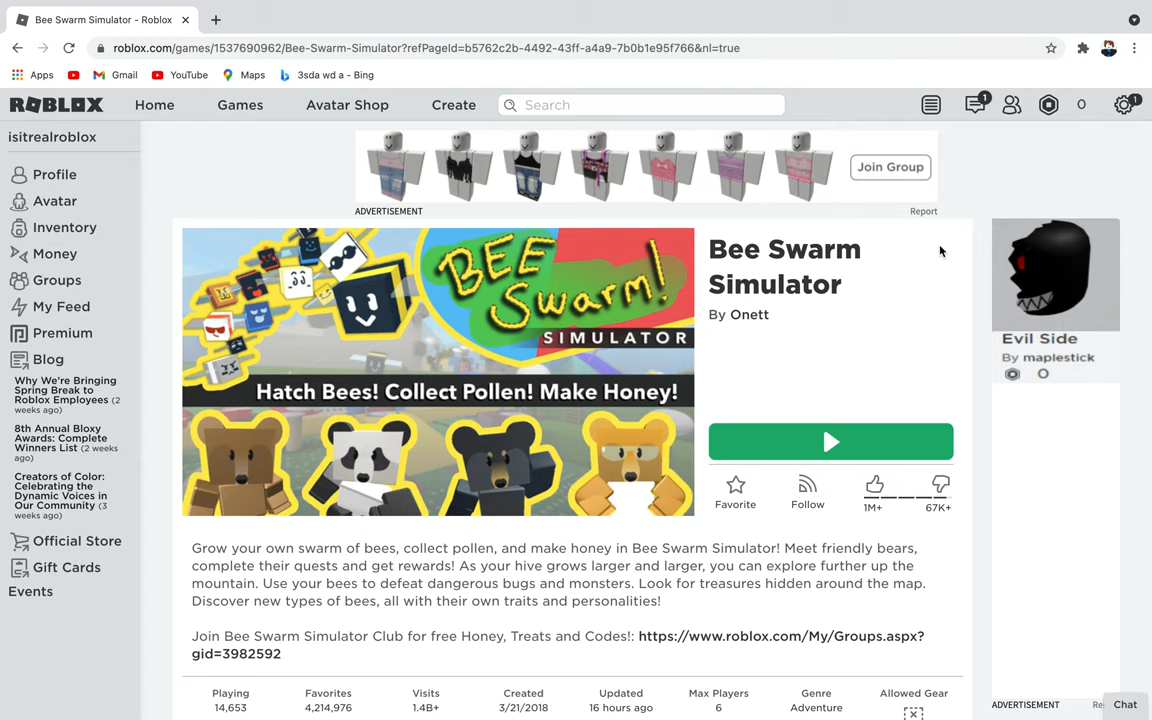 Bee Swarm Simulator - Roblox
roblox.com/games/1537690962/Bee-Swarm-Simulator?refPageId=b5762c2b-4492-43ff-a4a9-7b0b1e95f766&nl=true
Apps Gmail YouTube Maps 3sda wd a - Bing
ROBLOX Home Games Avatar Shop Create Search 1 0 1
isitrealroblox
Profile
Avatar
Inventory
Money
Groups
My Feed
Premium
Blog
Why We're Bringing
Spring Break to
Roblox Employees (2
weeks ago)
8th Annual Bloxy
Awards: Complete
Winners List (2 weeks
ago)
Creators of Color:
Celebrating the
Dynamic Voices in
Our Community (3
weeks ago)
Official Store
Gift Cards
Events
Join Group
ADVERTISEMENT Report
BEE
Swarm!
SIMULATOR
Hatch Bees! Collect Pollen! Make Honey!
Bee Swarm
Simulator
By Onett
Favorite Follow 1M+ 67K+
Evil Side
By maplestick
Grow your own swarm of bees, collect pollen, and make honey in Bee Swarm Simulator! Meet friendly bears,
complete their quests and get rewards! As your hive grows larger and larger, you can explore further up the
mountain. Use your bees to defeat dangerous bugs and monsters. Look for treasures hidden around the map.
Discover new types of bees, all with their own traits and personalities!
Join Bee Swarm Simulator Club for free Honey, Treats and Codes!: https://www.roblox.com/My/Groups.aspx?
gid=3982592
Playing Favorites Visits Created Updated Max Players Genre Allowed Gear
14,653 4,214,976 1.4B+ 3/21/2018 16 hours ago 6 Adventure
ADVERTISEMENT Re
Chat